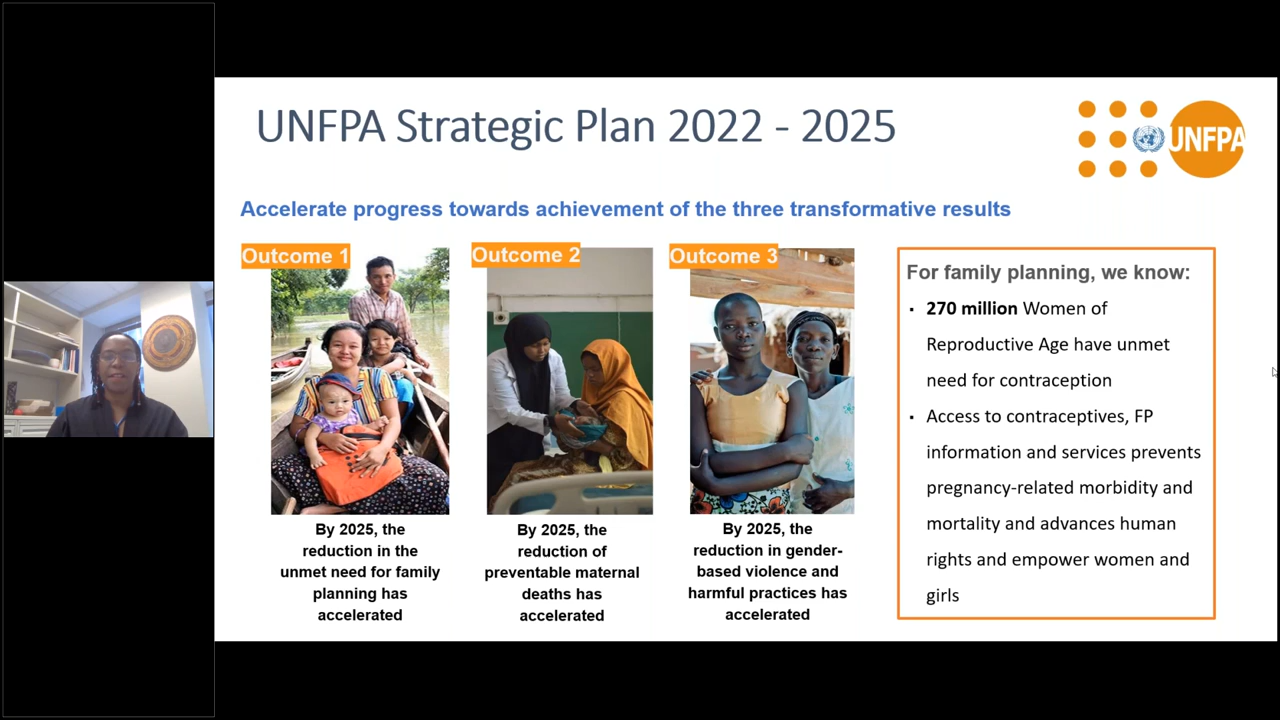 UNFPA Strategic Plan 2022 - 2025
UNFPA
Accelerate progress towards achievement of the three transformative results
Outcome 1
By 2025, the
reduction in the
unmet need for family
planning has
accelerated
Outcome 2
By 2025, the
reduction of
preventable maternal
deaths has
accelerated
Outcome 3
By 2025, the
reduction in gender-
based violence and
harmful practices has
accelerated
For family planning, we know:
▪ 270 million Women of
Reproductive Age have unmet
need for contraception
▪ Access to contraceptives, FP
information and services prevents
pregnancy-related morbidity and
mortality and advances human
rights and empower women and
girls